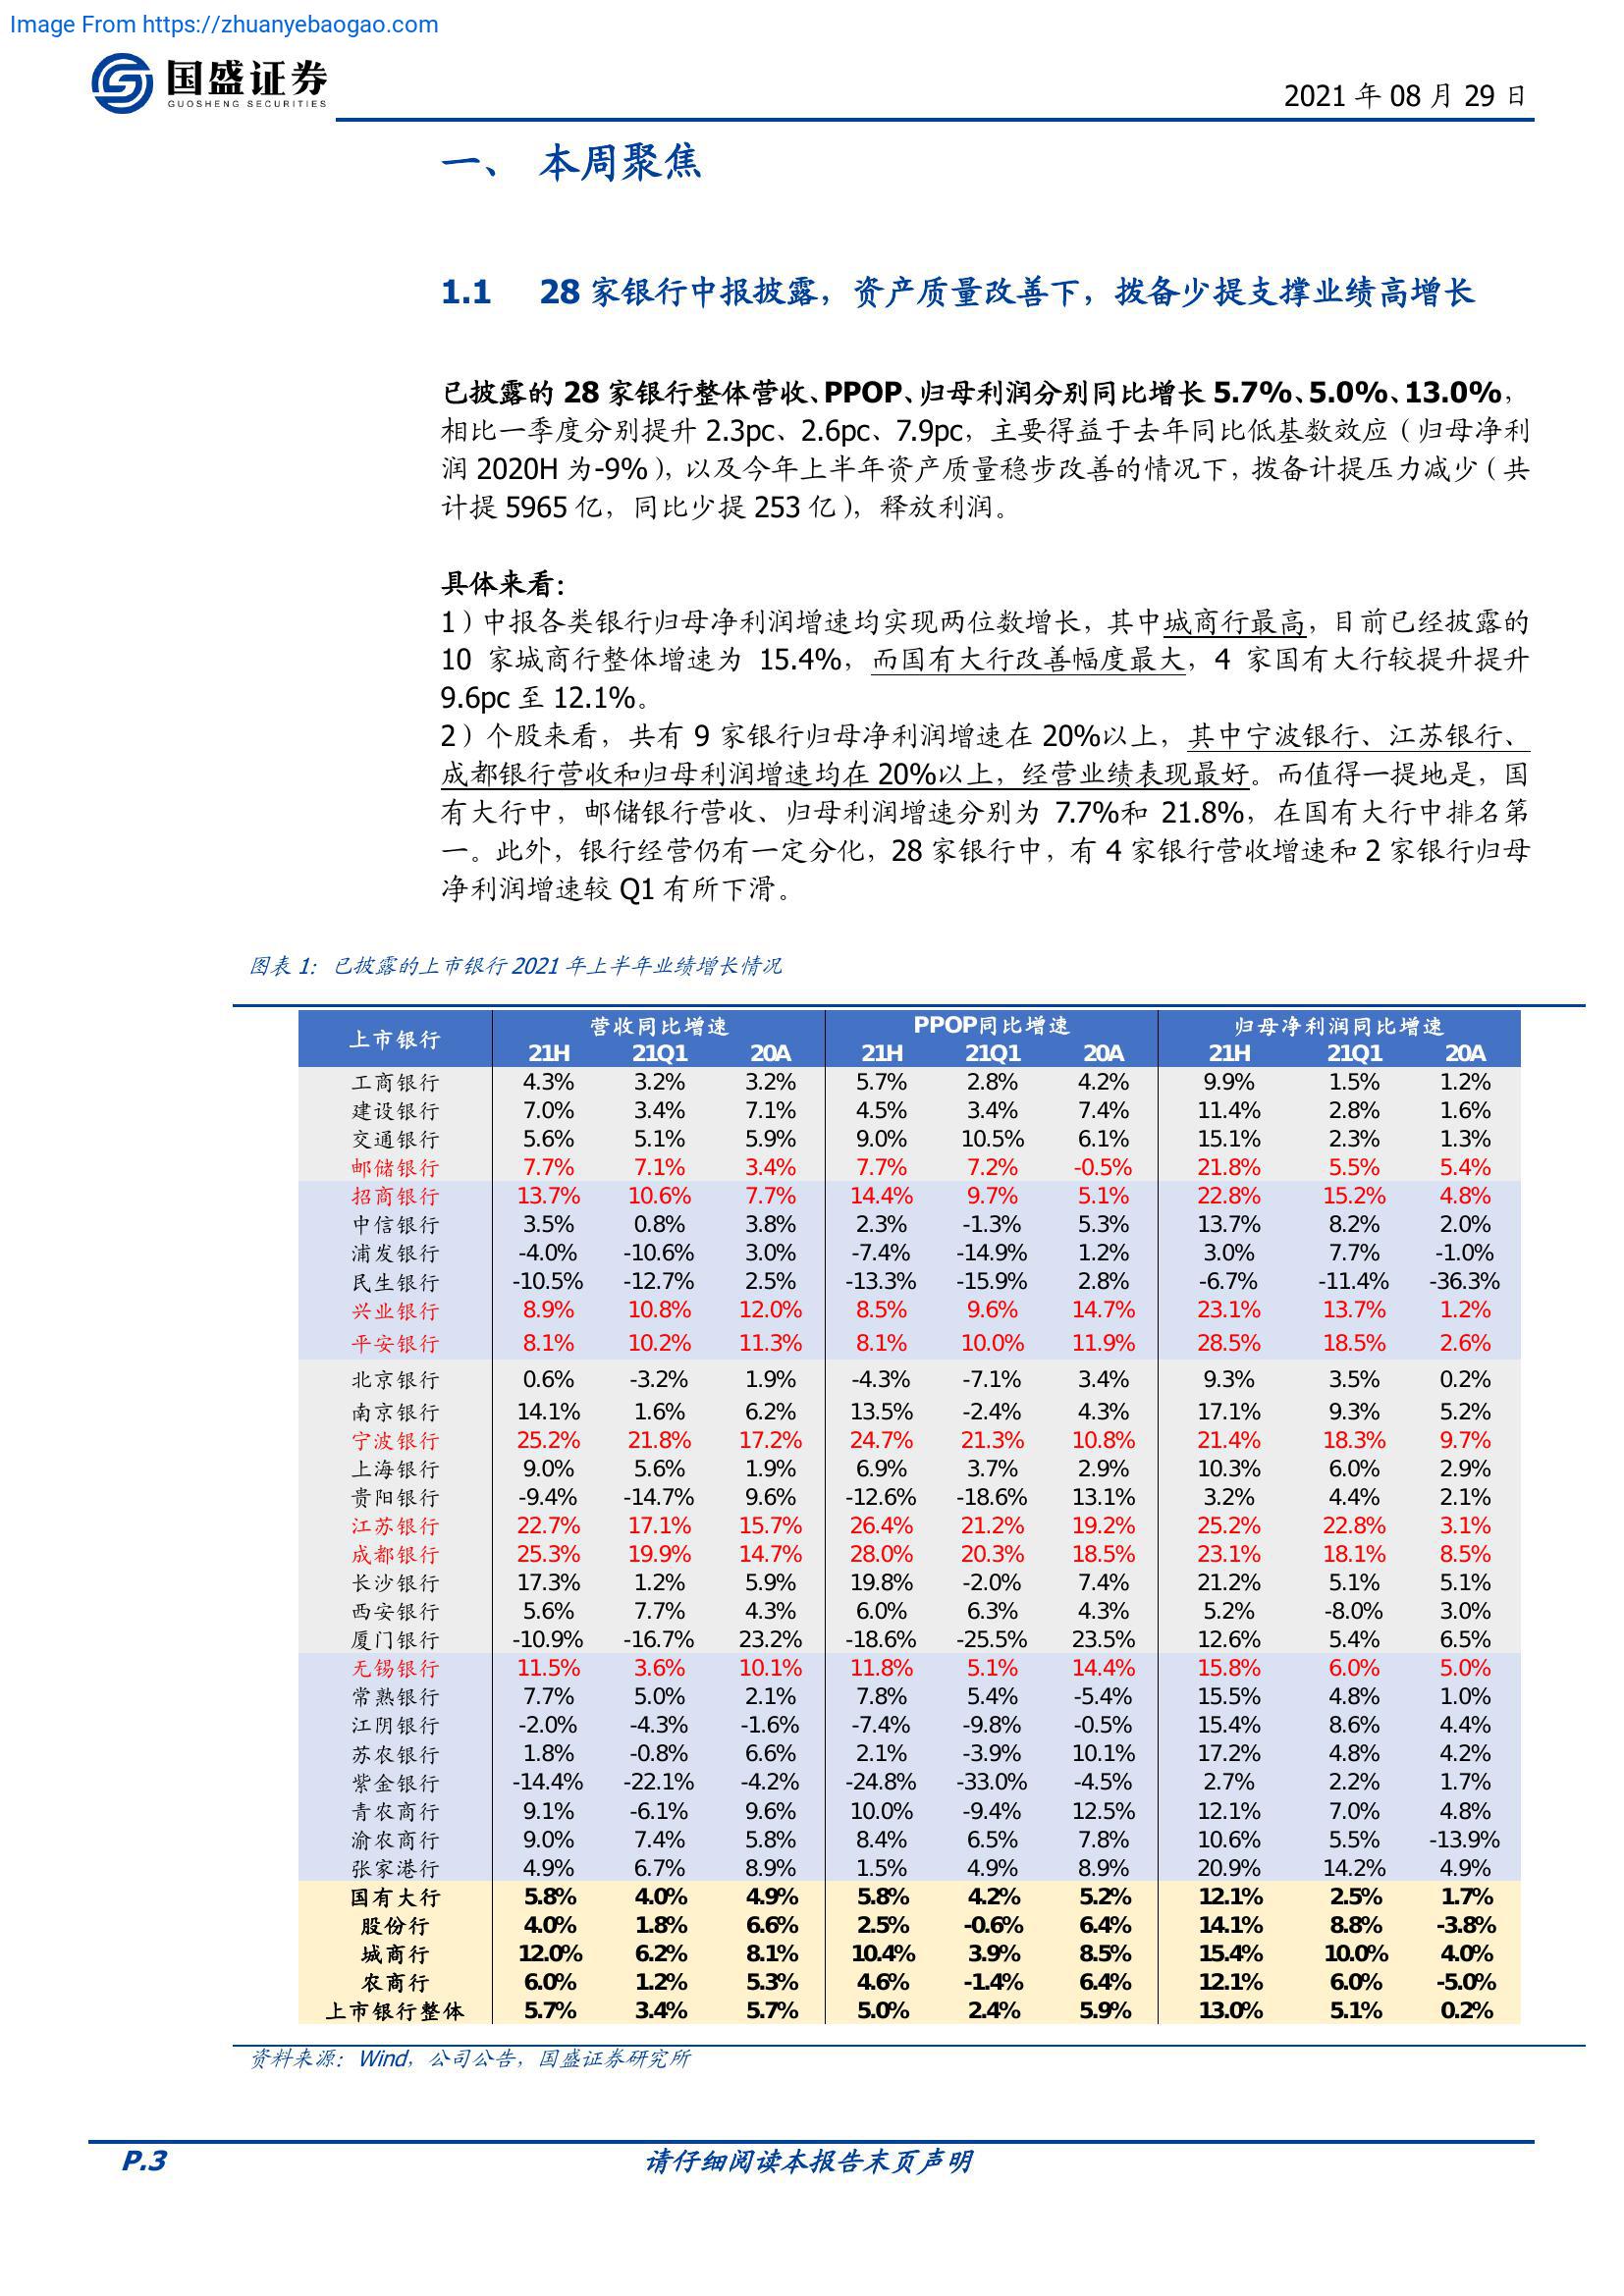 Image From https://zhuanyebaogao.com
国盛证券
GUOSHENG SECURITIES
2021 年 08 月 29 日
一、 本周聚焦
1.1 28 家银行中报披露，资产质量改善下，拨备少提支撑业绩高增长
已披露的 28 家银行整体营收、PPOP、归母利润分别同比增长 5.7%、5.0%、13.0%，
相比一季度分别提升 2.3pc、2.6pc、7.9pc，主要得益于去年同比低基数效应（归母净利
润 2020H 为-9%），以及今年上半年资产质量稳步改善的情况下，拨备计提压力减少（共
计提 5965 亿，同比少提 253 亿），释放利润。
具体来看：
1）中报各类银行归母净利润增速均实现两位数增长，其中城商行最高，目前已经披露的
10 家城商行整体增速为 15.4%，而国有大行改善幅度最大，4 家国有大行较提升提升
9.6pc 至 12.1%。
2）个股来看，共有 9 家银行归母净利润增速在 20%以上，其中宁波银行、江苏银行、
成都银行营收和归母利润增速均在 20%以上，经营业绩表现最好。而值得一提地是，国
有大行中，邮储银行营收、归母利润增速分别为 7.7%和 21.8%，在国有大行中排名第
一。此外，银行经营仍有一定分化，28 家银行中，有 4 家银行营收增速和 2 家银行归母
净利润增速较 Q1 有所下滑。
图表 1：已披露的上市银行 2021 年上半年业绩增长情况
上市银行 营收同比增速 PPOP同比增速 归母净利润同比增速
21H 21Q1 20A 21H 21Q1 20A 21H 21Q1 20A
工商银行 4.3% 3.2% 3.2% 5.7% 2.8% 4.2% 9.9% 1.5% 1.2%
建设银行 7.0% 3.4% 7.1% 4.5% 3.4% 7.4% 11.4% 2.8% 1.6%
交通银行 5.6% 5.1% 5.9% 9.0% 10.5% 6.1% 15.1% 2.3% 1.3%
邮储银行 7.7% 7.1% 3.4% 7.7% 7.2% -0.5% 21.8% 5.5% 5.4%
招商银行 13.7% 10.6% 7.7% 14.4% 9.7% 5.1% 22.8% 15.2% 4.8%
中信银行 3.5% 0.8% 3.8% 2.3% -1.3% 5.3% 13.7% 8.2% 2.0%
浦发银行 -4.0% -10.6% 3.0% -7.4% -14.9% 1.2% 3.0% 7.7% -1.0%
民生银行 -10.5% -12.7% 2.5% -13.3% -15.9% 2.8% -6.7% -11.4% -36.3%
兴业银行 8.9% 10.8% 12.0% 8.5% 9.6% 14.7% 23.1% 13.7% 1.2%
平安银行 8.1% 10.2% 11.3% 8.1% 10.0% 11.9% 28.5% 18.5% 2.6%
北京银行 0.6% -3.2% 1.9% -4.3% -7.1% 3.4% 9.3% 3.5% 0.2%
南京银行 14.1% 1.6% 6.2% 13.5% -2.4% 4.3% 17.1% 9.3% 5.2%
宁波银行 25.2% 21.8% 17.2% 24.7% 21.3% 10.8% 21.4% 18.3% 9.7%
上海银行 9.0% 5.6% 1.9% 6.9% 3.7% 2.9% 10.3% 6.0% 2.9%
贵阳银行 -9.4% -14.7% 9.6% -12.6% -18.6% 13.1% 3.2% 4.4% 2.1%
江苏银行 22.7% 17.1% 15.7% 26.4% 21.2% 19.2% 25.2% 22.8% 3.1%
成都银行 25.3% 19.9% 14.7% 28.0% 20.3% 18.5% 23.1% 18.1% 8.5%
长沙银行 17.3% 1.2% 5.9% 19.8% -2.0% 7.4% 21.2% 5.1% 5.1%
西安银行 5.6% 7.7% 4.3% 6.0% 6.3% 4.3% 5.2% -8.0% 3.0%
厦门银行 -10.9% -16.7% 23.2% -18.6% -25.5% 23.5% 12.6% 5.4% 6.5%
无锡银行 11.5% 3.6% 10.1% 11.8% 5.1% 14.4% 15.8% 6.0% 5.0%
常熟银行 7.7% 5.0% 2.1% 7.8% 5.4% -5.4% 15.5% 4.8% 1.0%
江阴银行 -2.0% -4.3% -1.6% -7.4% -9.8% -0.5% 15.4% 8.6% 4.4%
苏农银行 1.8% -0.8% 6.6% 2.1% -3.9% 10.1% 17.2% 4.8% 4.2%
紫金银行 -14.4% -22.1% -4.2% -24.8% -33.0% -4.5% 2.7% 2.2% 1.7%
青农商行 9.1% -6.1% 9.6% 10.0% -9.4% 12.5% 12.1% 7.0% 4.8%
渝农商行 9.0% 7.4% 5.8% 8.4% 6.5% 7.8% 10.6% 5.5% -13.9%
张家港行 4.9% 6.7% 8.9% 1.5% 4.9% 8.9% 20.9% 14.2% 4.9%
国有大行 5.8% 4.0% 4.9% 5.8% 4.2% 5.2% 12.1% 2.5% 1.7%
股份行 4.0% 1.8% 6.6% 2.5% -0.6% 6.4% 14.1% 8.8% -3.8%
城商行 12.0% 6.2% 8.1% 10.4% 3.9% 8.5% 15.4% 10.0% 4.0%
农商行 6.0% 1.2% 5.3% 4.6% -1.4% 6.4% 12.1% 6.0% -5.0%
上市银行整体 5.7% 3.4% 5.7% 5.0% 2.4% 5.9% 13.0% 5.1% 0.2%
资料来源：Wind，公司公告，国盛证券研究所
P.3 请仔细阅读本报告末页声明